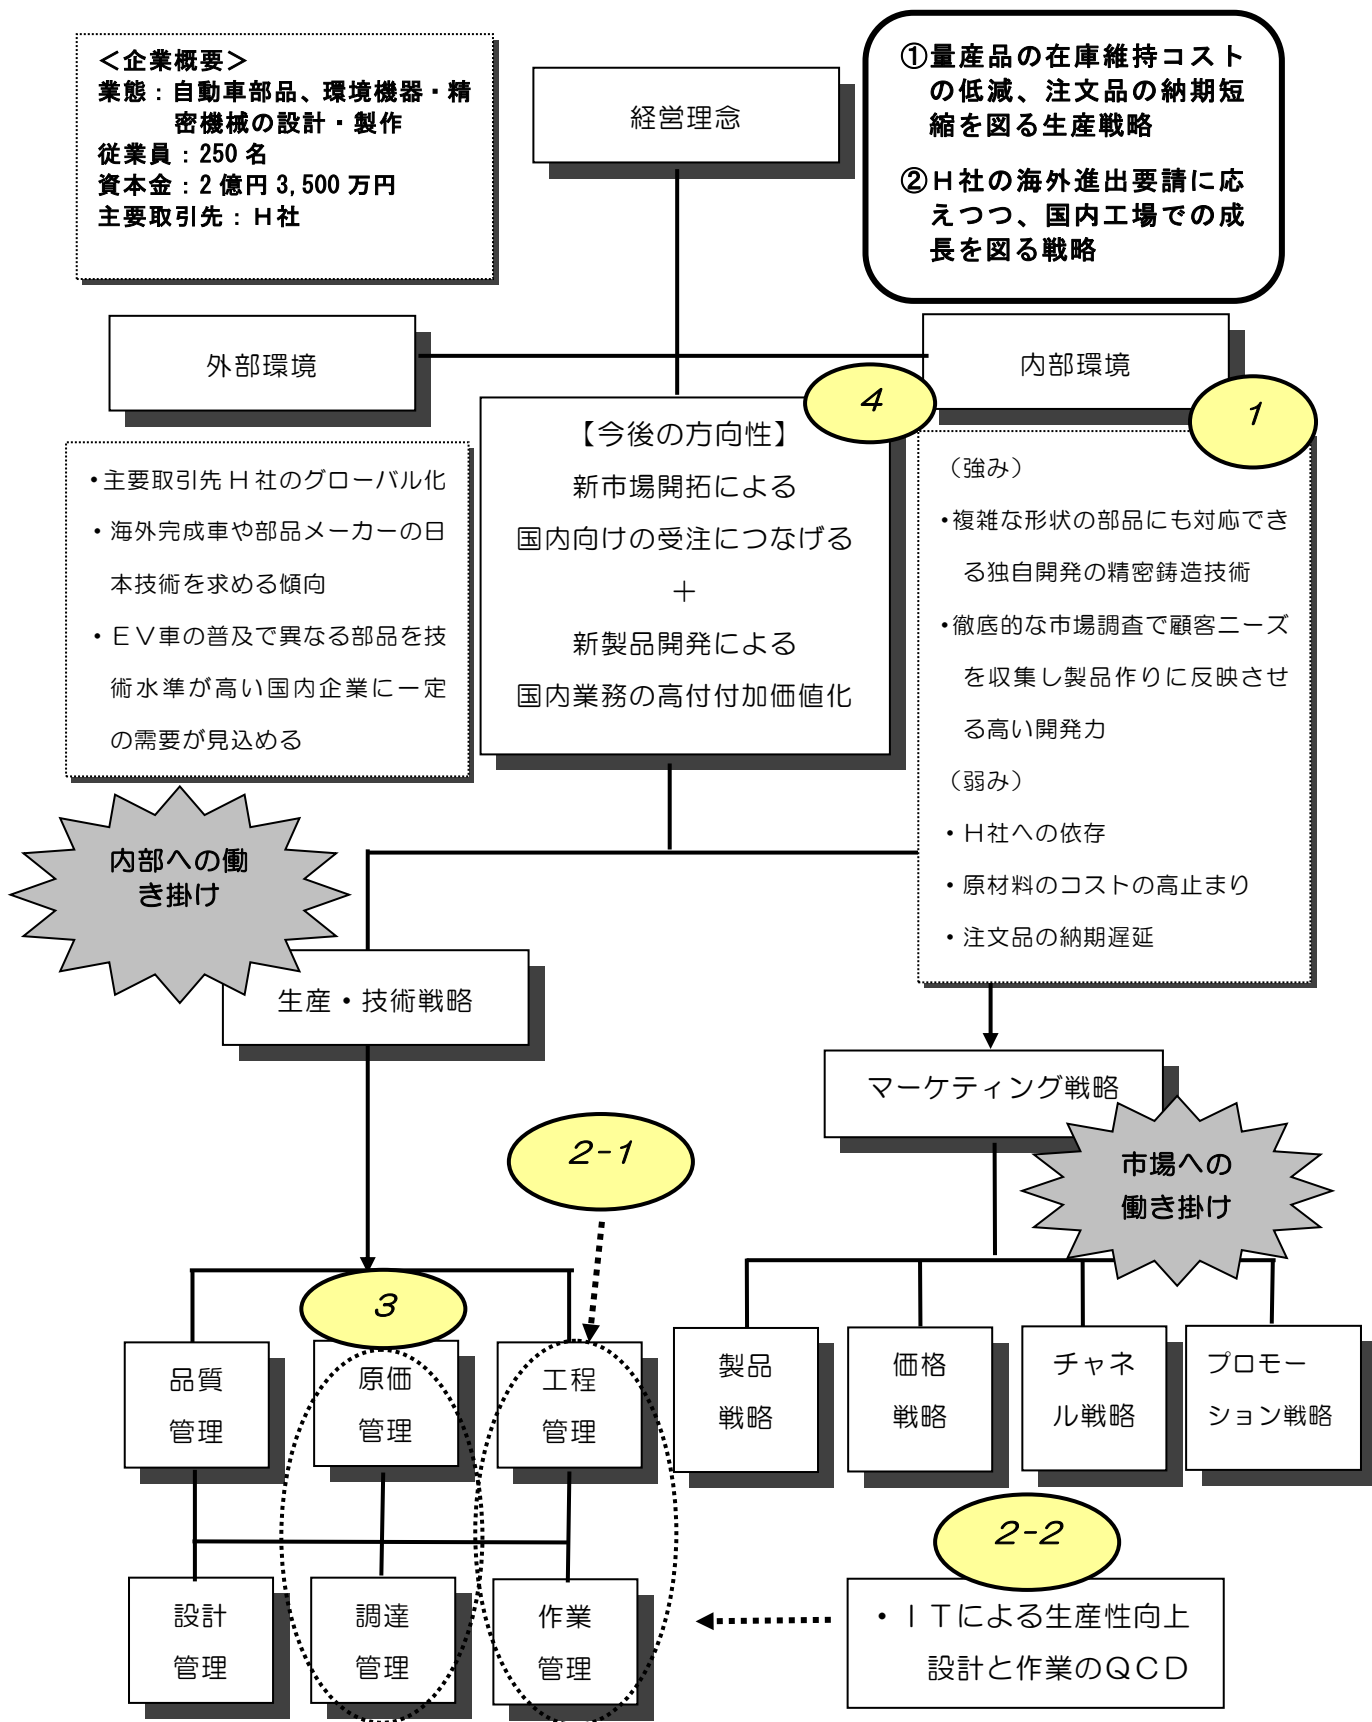 ＜企業概要＞
業態：自動車部品、環境機器・精
密機械の設計・製作
従業員：250 名
資本金：2 億円 3,500 万円
主要取引先：Ｈ社
経営理念
①量産品の在庫維持コスト
の低減、注文品の納期短
縮を図る生産戦略
②Ｈ社の海外進出要請に応
えつつ、国内工場での成
長を図る戦略
外部環境
内部環境
4
1
・主要取引先Ｈ社のグローバル化
・海外完成車や部品メーカーの日
本技術を求める傾向
・ＥＶ車の普及で異なる部品を技
術水準が高い国内企業に一定
の需要が見込める
【今後の方向性】
新市場開拓による
国内向けの受注につなげる
＋
新製品開発による
国内業務の高付付加価値化
（強み）
・複雑な形状の部品にも対応でき
る独自開発の精密鋳造技術
・徹底的な市場調査で顧客ニーズ
を収集し製品作りに反映させ
る高い開発力
（弱み）
・Ｈ社への依存
・原材料のコストの高止まり
・注文品の納期遅延
内部への働
き掛け
生産・技術戦略
マーケティング戦略
市場への
働き掛け
2-1
3
品質
管理
原価
管理
工程
管理
製品
戦略
価格
戦略
チャネ
ル戦略
プロモー
ション戦略
2-2
設計
管理
調達
管理
作業
管理
・ＩＴによる生産性向上
設計と作業のＱＣＤ